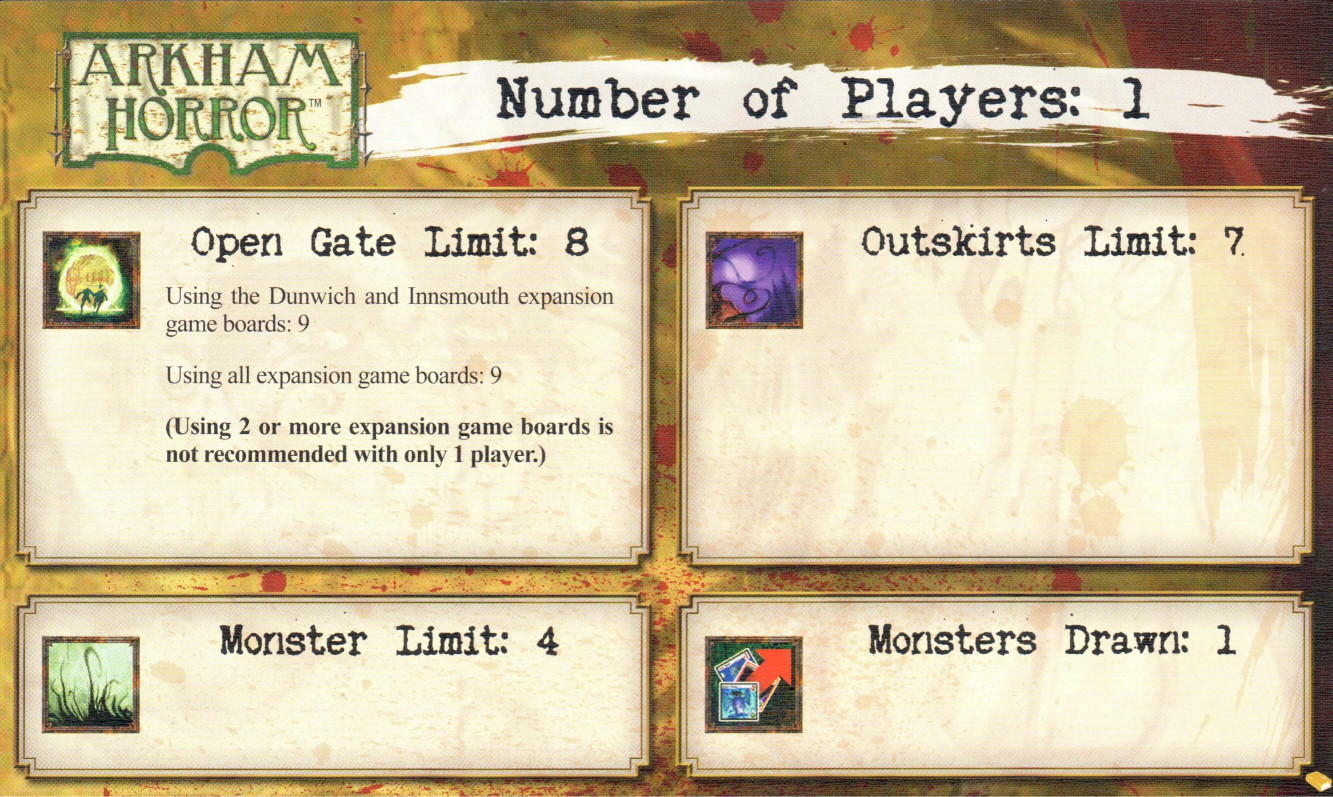 ARKHAM
HORROR™
Number of Players: 1
Open Gate Limit: 8
Using the Dunwich and Innsmouth expansion
game boards: 9
Using all expansion game boards: 9
(Using 2 or more expansion game boards is
not recommended with only 1 player.)
Outskirts Limit: 7
Monster Limit: 4
Monsters Drawn: 1